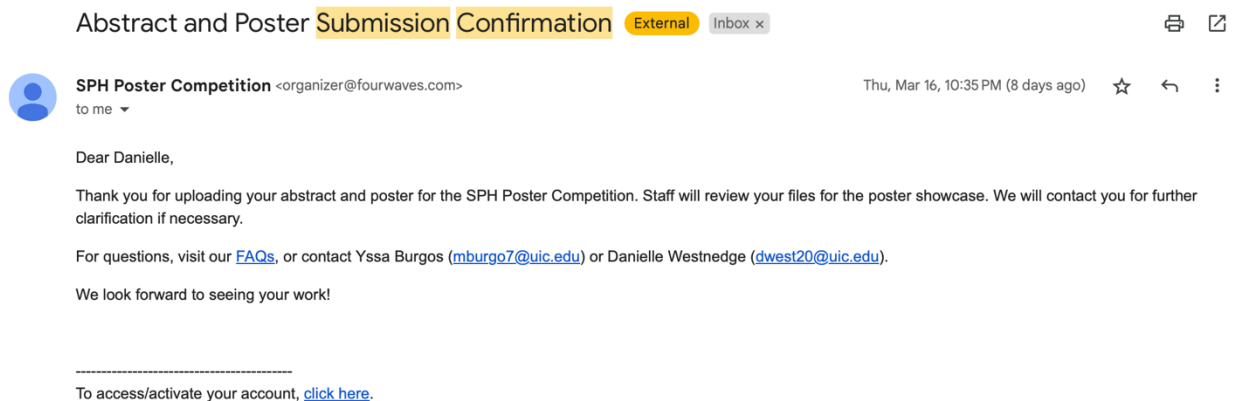 Abstract and Poster Submission Confirmation External Inbox ×
SPH Poster Competition <organizer@fourwaves.com> Thu, Mar 16, 10:35 PM (8 days ago)
to me
Dear Danielle,
Thank you for uploading your abstract and poster for the SPH Poster Competition. Staff will review your files for the poster showcase. We will contact you for further
clarification if necessary.
For questions, visit our FAQs, or contact Yssa Burgos (mburgo7@uic.edu) or Danielle Westnedge (dwest20@uic.edu).
We look forward to seeing your work!
------------------------------------------
To access/activate your account, click here.